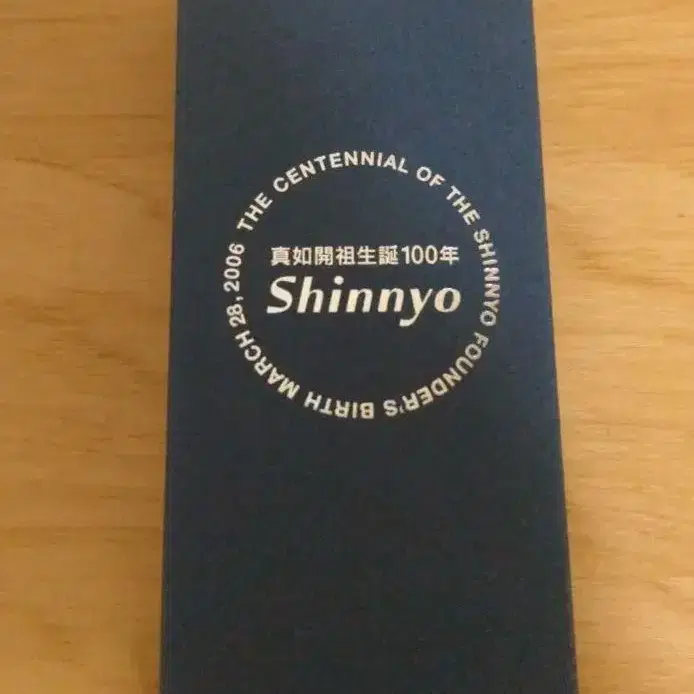 THE CENTENNIAL OF THE SHINNYO FOUNDER'S BIRTH MARCH 28, 2006
真如開祖生誕100年
Shinnyo